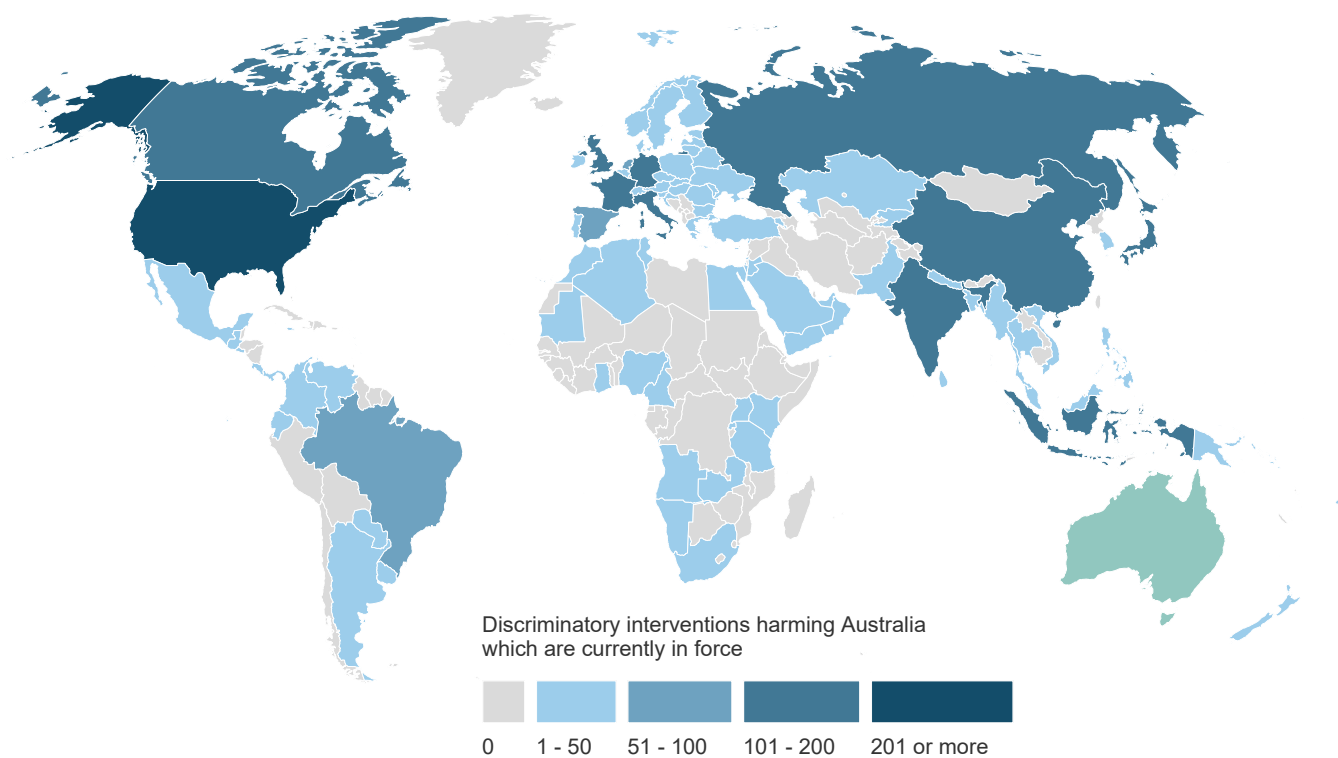 Discriminatory interventions harming Australia
which are currently in force
0 1 - 50 51 - 100 101 - 200 201 or more